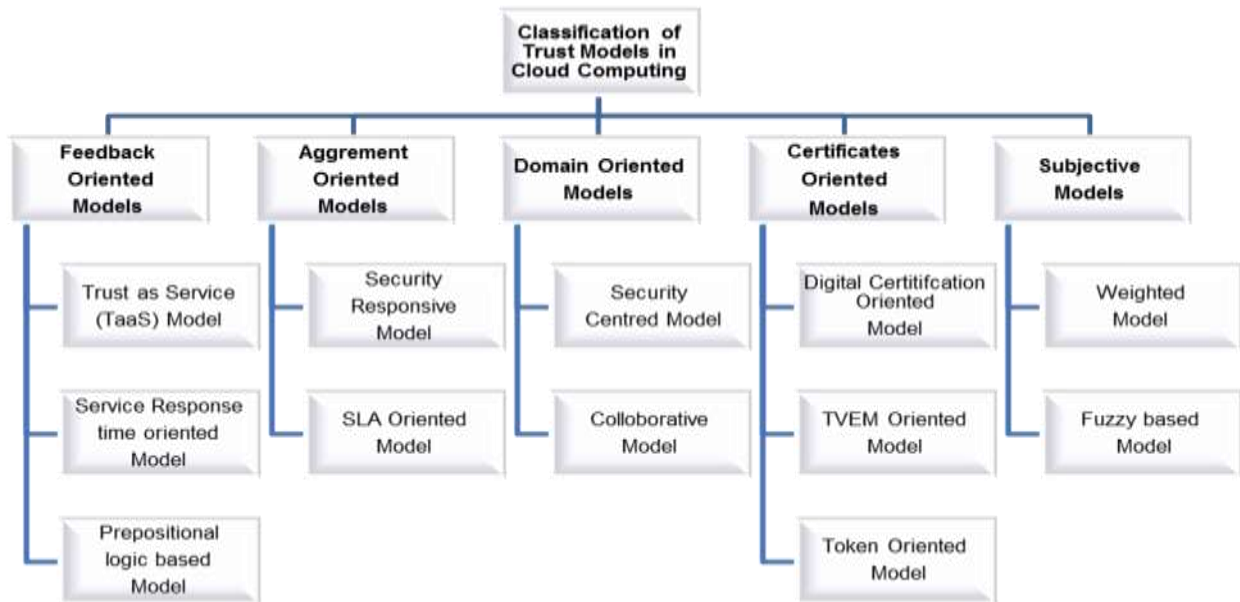 Classification of
Trust Models in
Cloud Computing
Feedback
Oriented
Models
Aggrement
Oriented
Models
Domain Oriented
Models
Certificates
Oriented
Models
Subjective
Models
Trust as Service
(TaaS) Model
Security
Responsive
Model
Security
Centred Model
Digital Certitifcation
Oriented
Model
Weighted
Model
Service Response
time oriented
Model
SLA Oriented
Model
Colloborative
Model
TVEM Oriented
Model
Fuzzy based
Model
Prepositional
logic based
Model
Token Oriented
Model